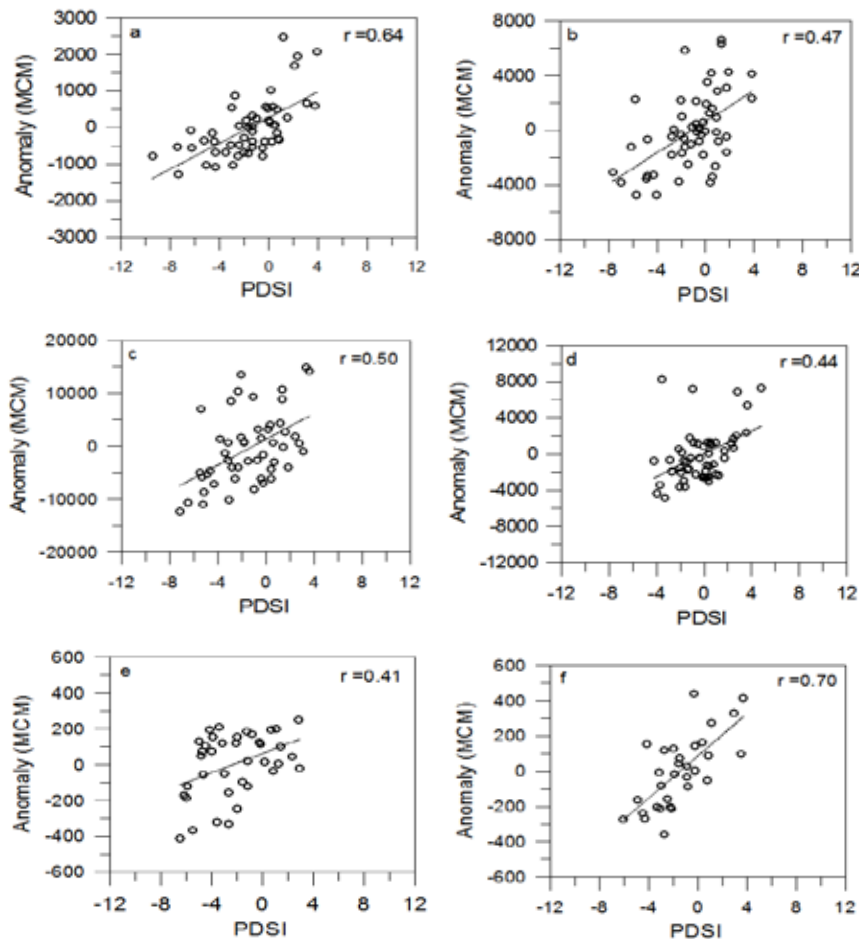 a
r =0.64
3000
2000
1000
0
-1000
-2000
-3000
Anomaly (MCM)
-12 -8 -4 0 4 8 12
PDSI
b
r =0.47
8000
4000
0
-4000
-8000
Anomaly (MCM)
-12 -8 -4 0 4 8 12
PDSI
c
r =0.50
20000
10000
0
-10000
-20000
Anomaly (MCM)
-12 -8 -4 0 4 8 12
PDSI
d
r =0.44
12000
8000
4000
0
-4000
-8000
-12000
Anomaly (MCM)
-12 -8 -4 0 4 8 12
PDSI
e
r =0.41
600
400
200
0
-200
-400
-600
Anomaly (MCM)
-12 -8 -4 0 4 8 12
PDSI
f
r =0.70
600
400
200
0
-200
-400
-600
Anomaly (MCM)
-12 -8 -4 0 4 8 12
PDSI